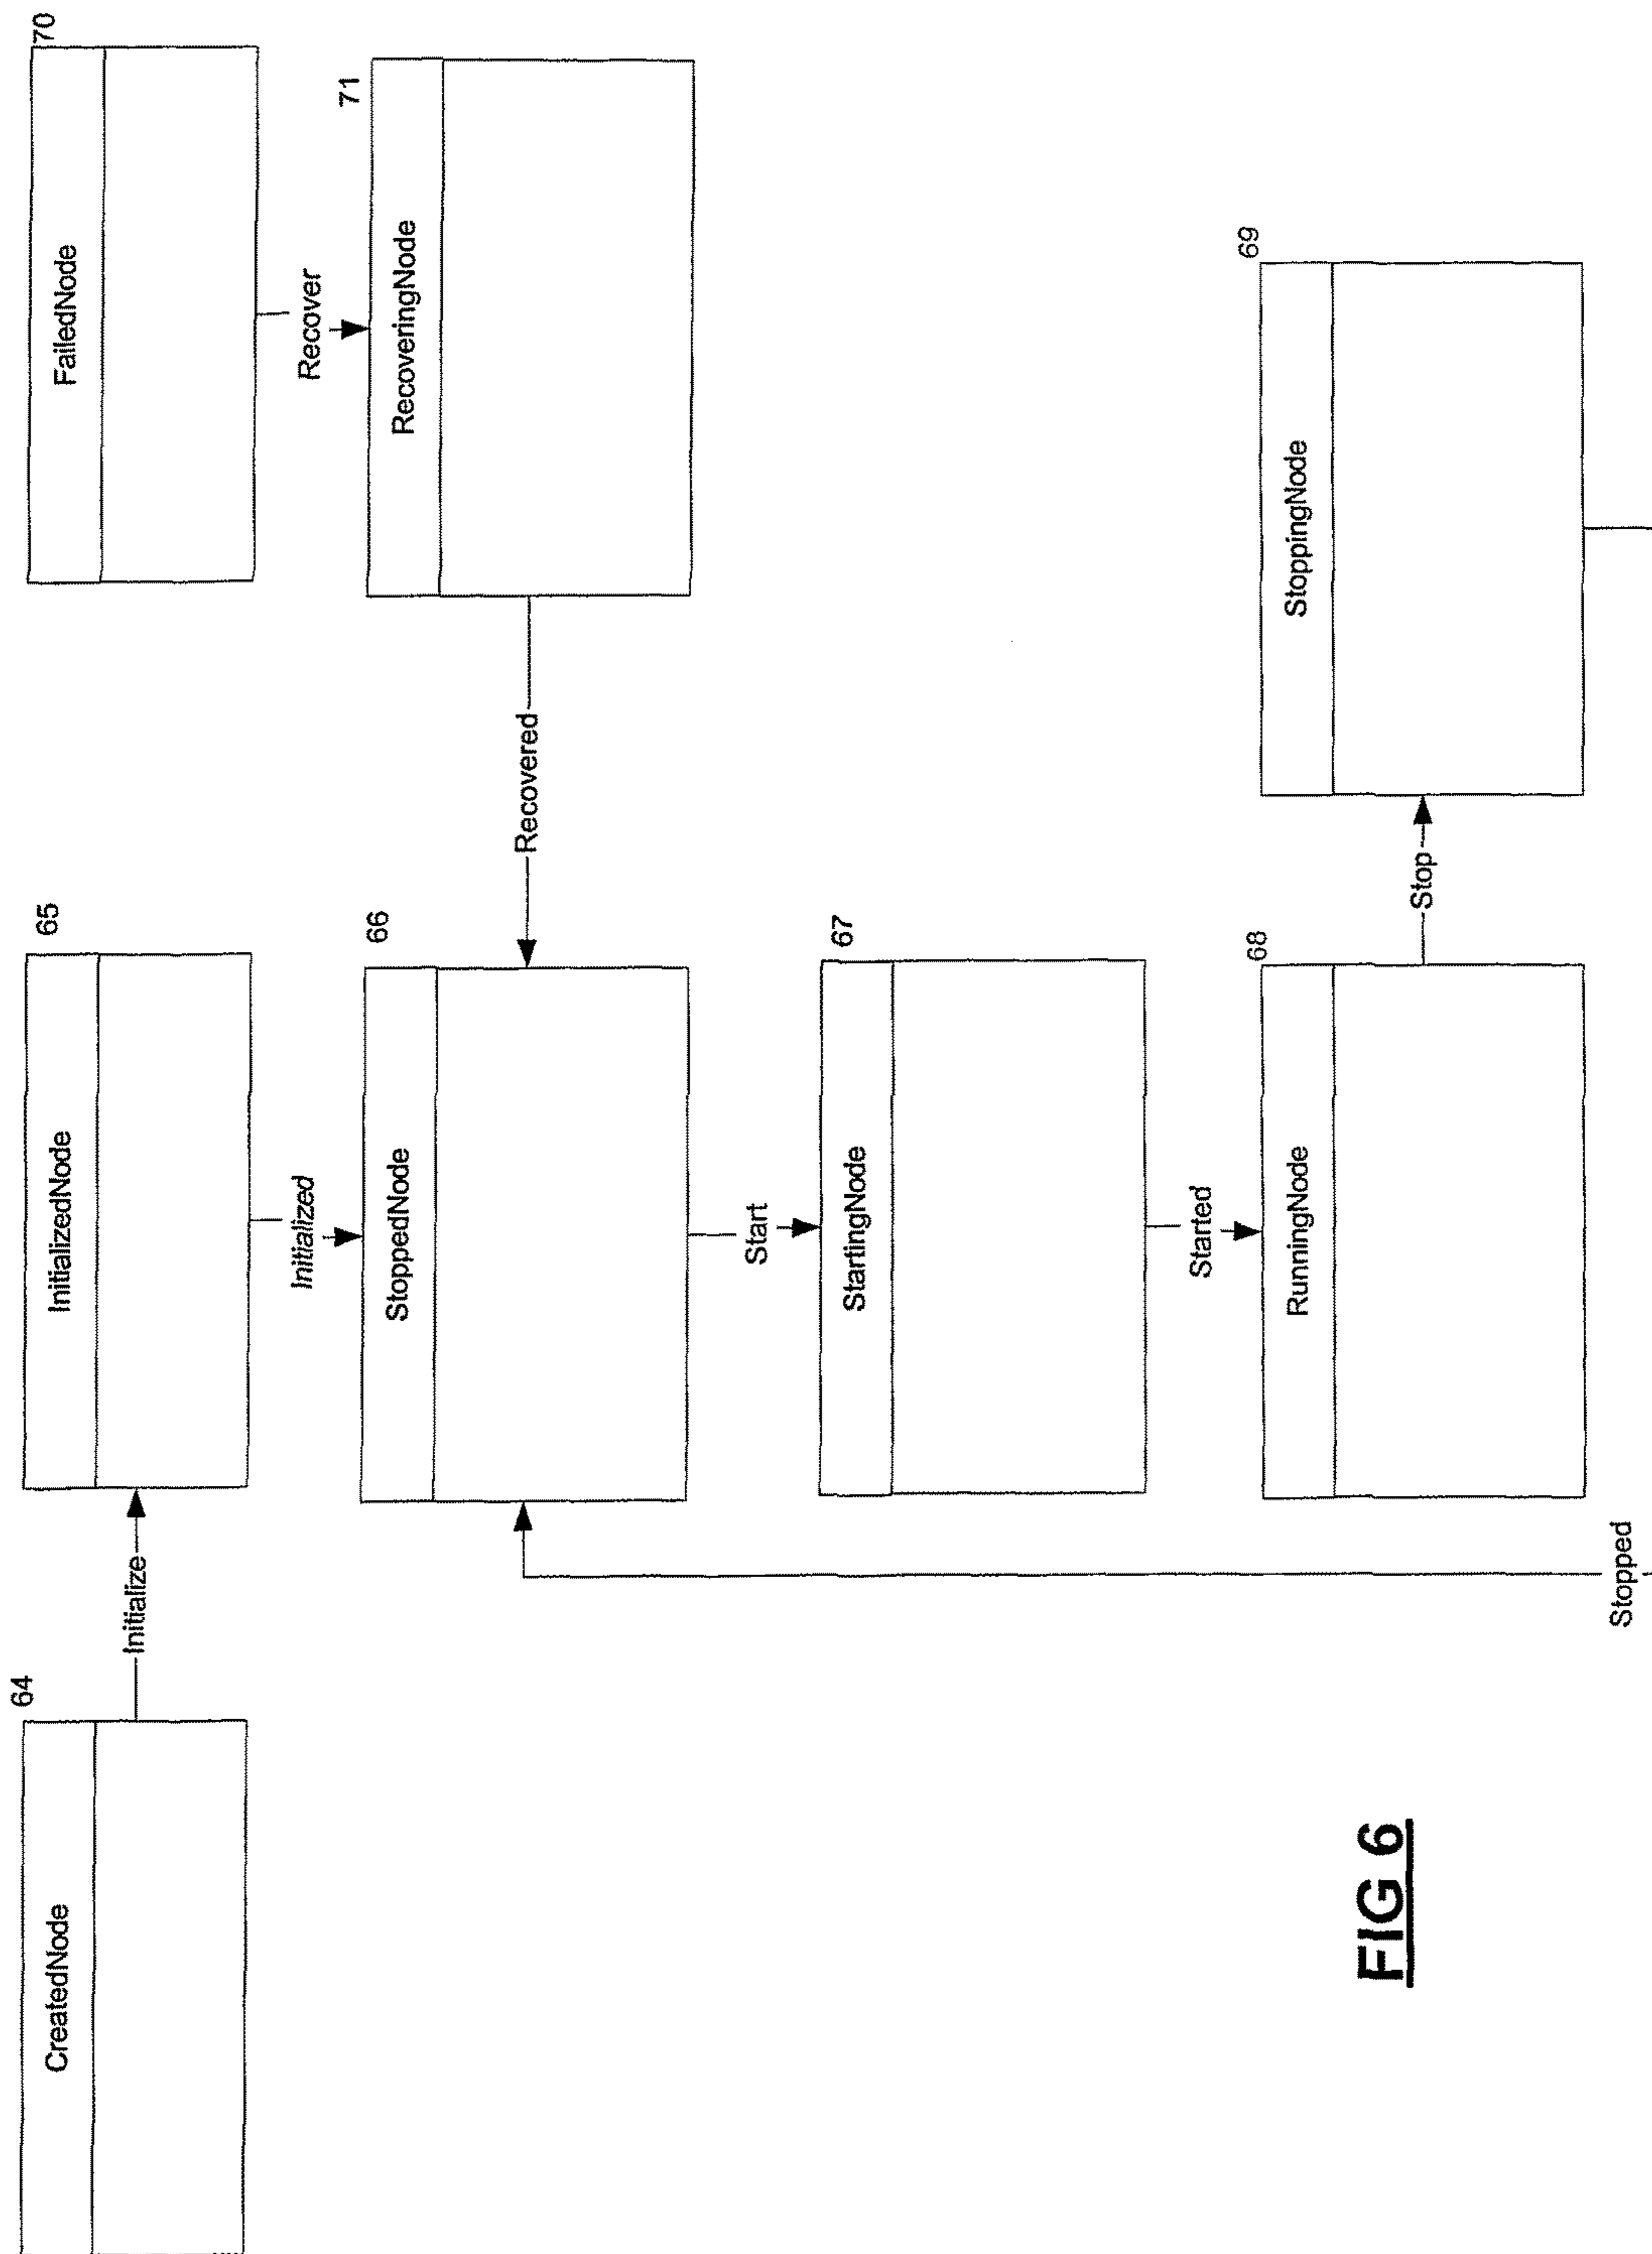 64
CreatedNode
Initialize
65
InitializedNode
70
FailedNode
Initialized
Recover
66
StoppedNode
Recovered
71
RecoveringNode
Start
67
StartingNode
Started
68
RunningNode
Stop
69
StoppingNode
Stopped
FIG 6